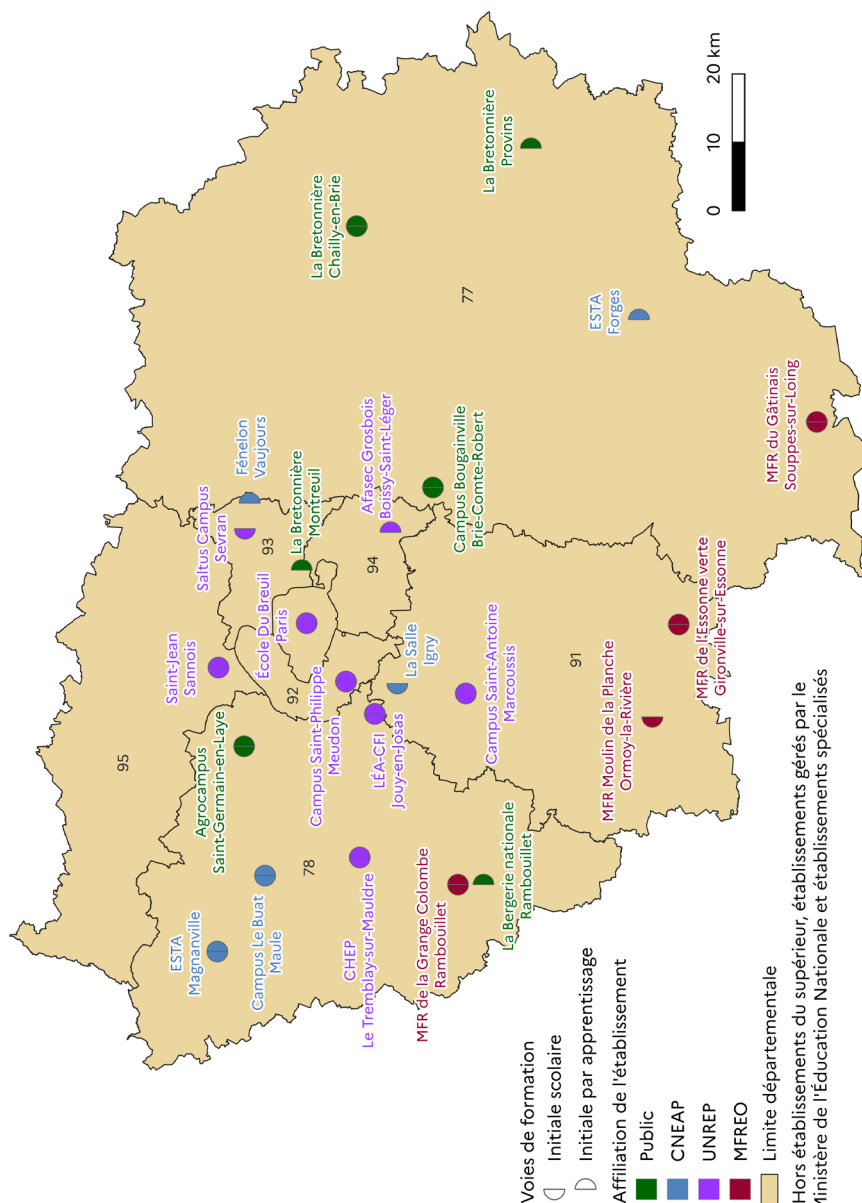 95
Saint-Jean
Sannois
Saltus Campus
Sevran
Fénelon
Vaujours
93
ESTA
Magnanville
Agrocampus
Saint-Germain-en-Laye
Campus Le Buat
Maule
École Du Breuil
Paris
La Bretonnière
Montreuil
92
78
La Bretonnière
Chailly-en-Brie
Campus Saint-Philippe
Meudon
Afasec Grosbois
Boissy-Saint-Léger
94
CHEP
Le Tremblay-sur-Mauldre
LÉA-CFI
Jouy-en-Josas
La Salle
Igny
MFR de la Grange Colombe
Rambouillet
Campus Bougainville
Brie-Comte-Robert
77
La Bergerie nationale
Rambouillet
Campus Saint-Antoine
Marcoussis
La Bretonnière
Provins
91
ESTA
Forges
MFR Moulin de la Planche
Ormoy-la-Rivière
MFR de l'Essonne verte
Gironville-sur-Essonne
MFR du Gâtinais
Souppes-sur-Loing
0 10 20 km
Voies de formation
Initiale scolaire
Initiale par apprentissage
Affiliation de l'établissement
Public
CNEAP
UNREP
MFREO
Limite départementale
Hors établissements du supérieur, établissements gérés par le
Ministère de l'Éducation Nationale et établissements spécialisés